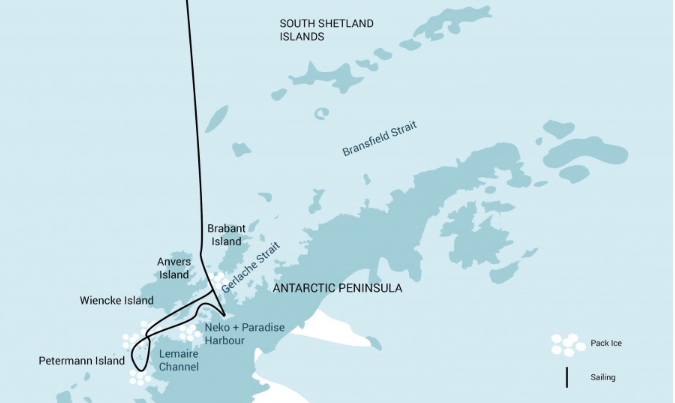 SOUTH SHETLAND
ISLANDS
Bransfield Strait
Brabant
Island
Gerlache Strait
Anvers
Island
ANTARCTIC PENINSULA
Wiencke Island
Neko + Paradise
Harbour
Petermann Island
Lemaire
Channel
Pack Ice
Sailing